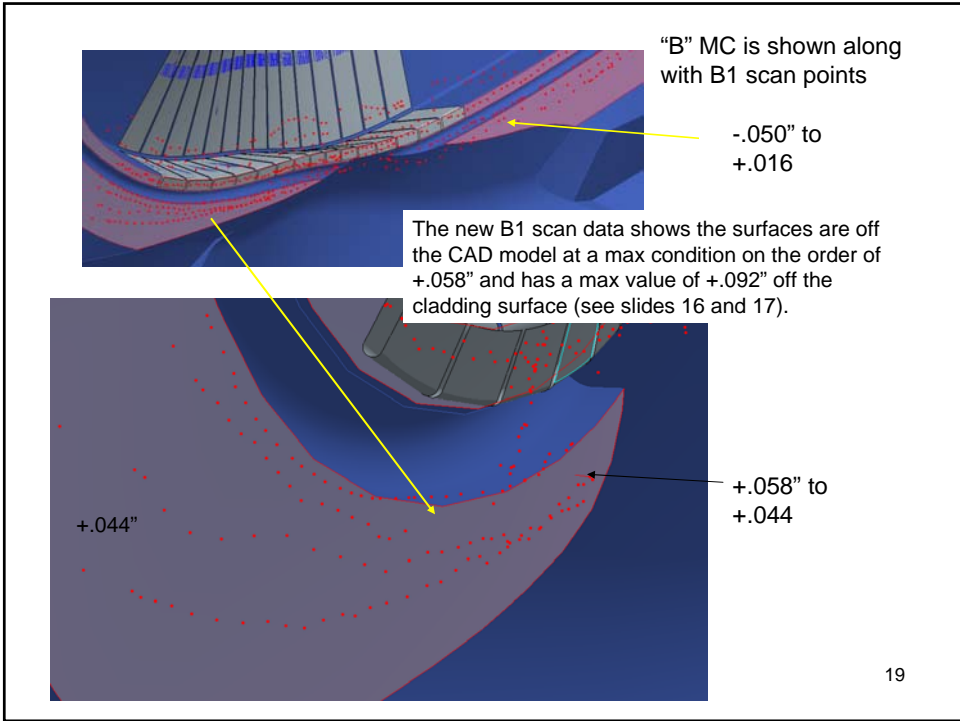 “B” MC is shown along
with B1 scan points
-.050” to
+.016
The new B1 scan data shows the surfaces are off
the CAD model at a max condition on the order of
+.058” and has a max value of +.092” off the
cladding surface (see slides 16 and 17).
+.058” to
+.044
+.044”
19